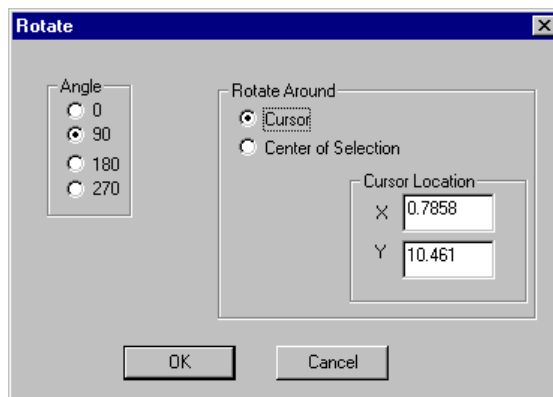 Rotate
Angle
0
90
180
270
Rotate Around
Cursor
Center of Selection
Cursor Location
X 0.7858
Y 10.461
OK Cancel